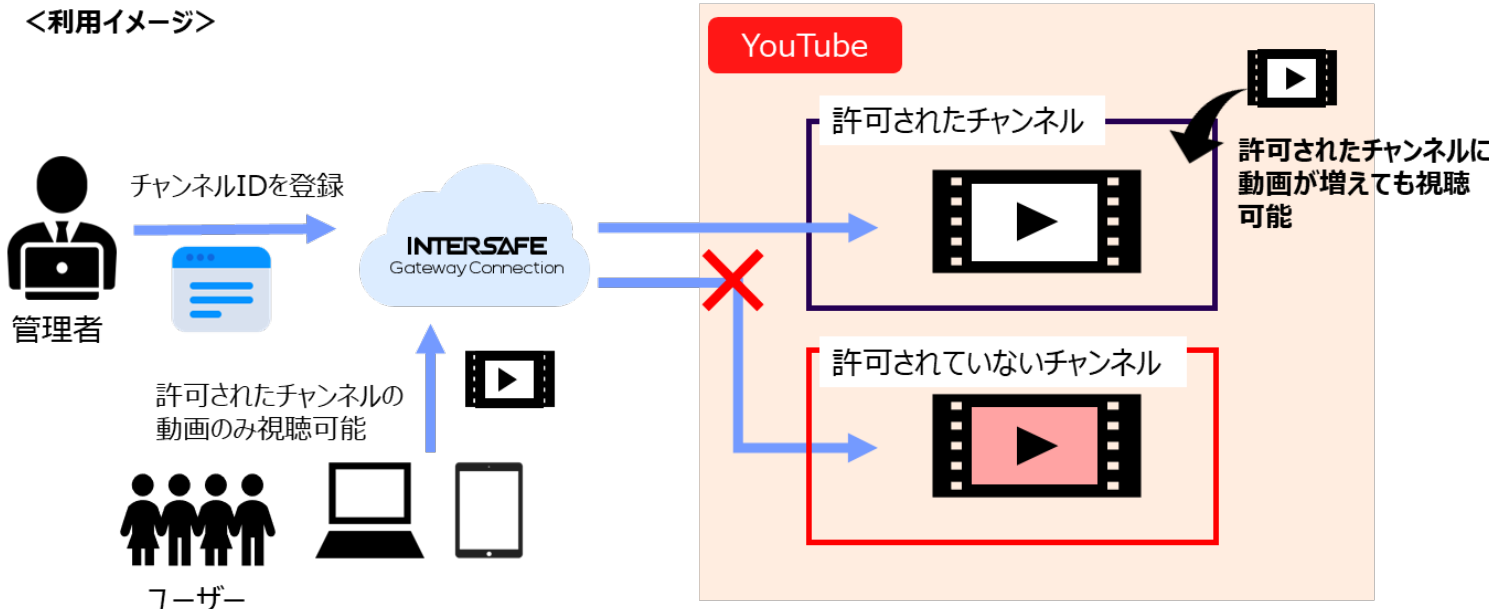 ＜利用イメージ＞
YouTube
許可されたチャンネル
許可されたチャンネルに
動画が増えても視聴
可能
チャンネルIDを登録
INTERSAFE
Gateway Connection
管理者
許可されていないチャンネル
許可されたチャンネルの
動画のみ視聴可能
ユーザー